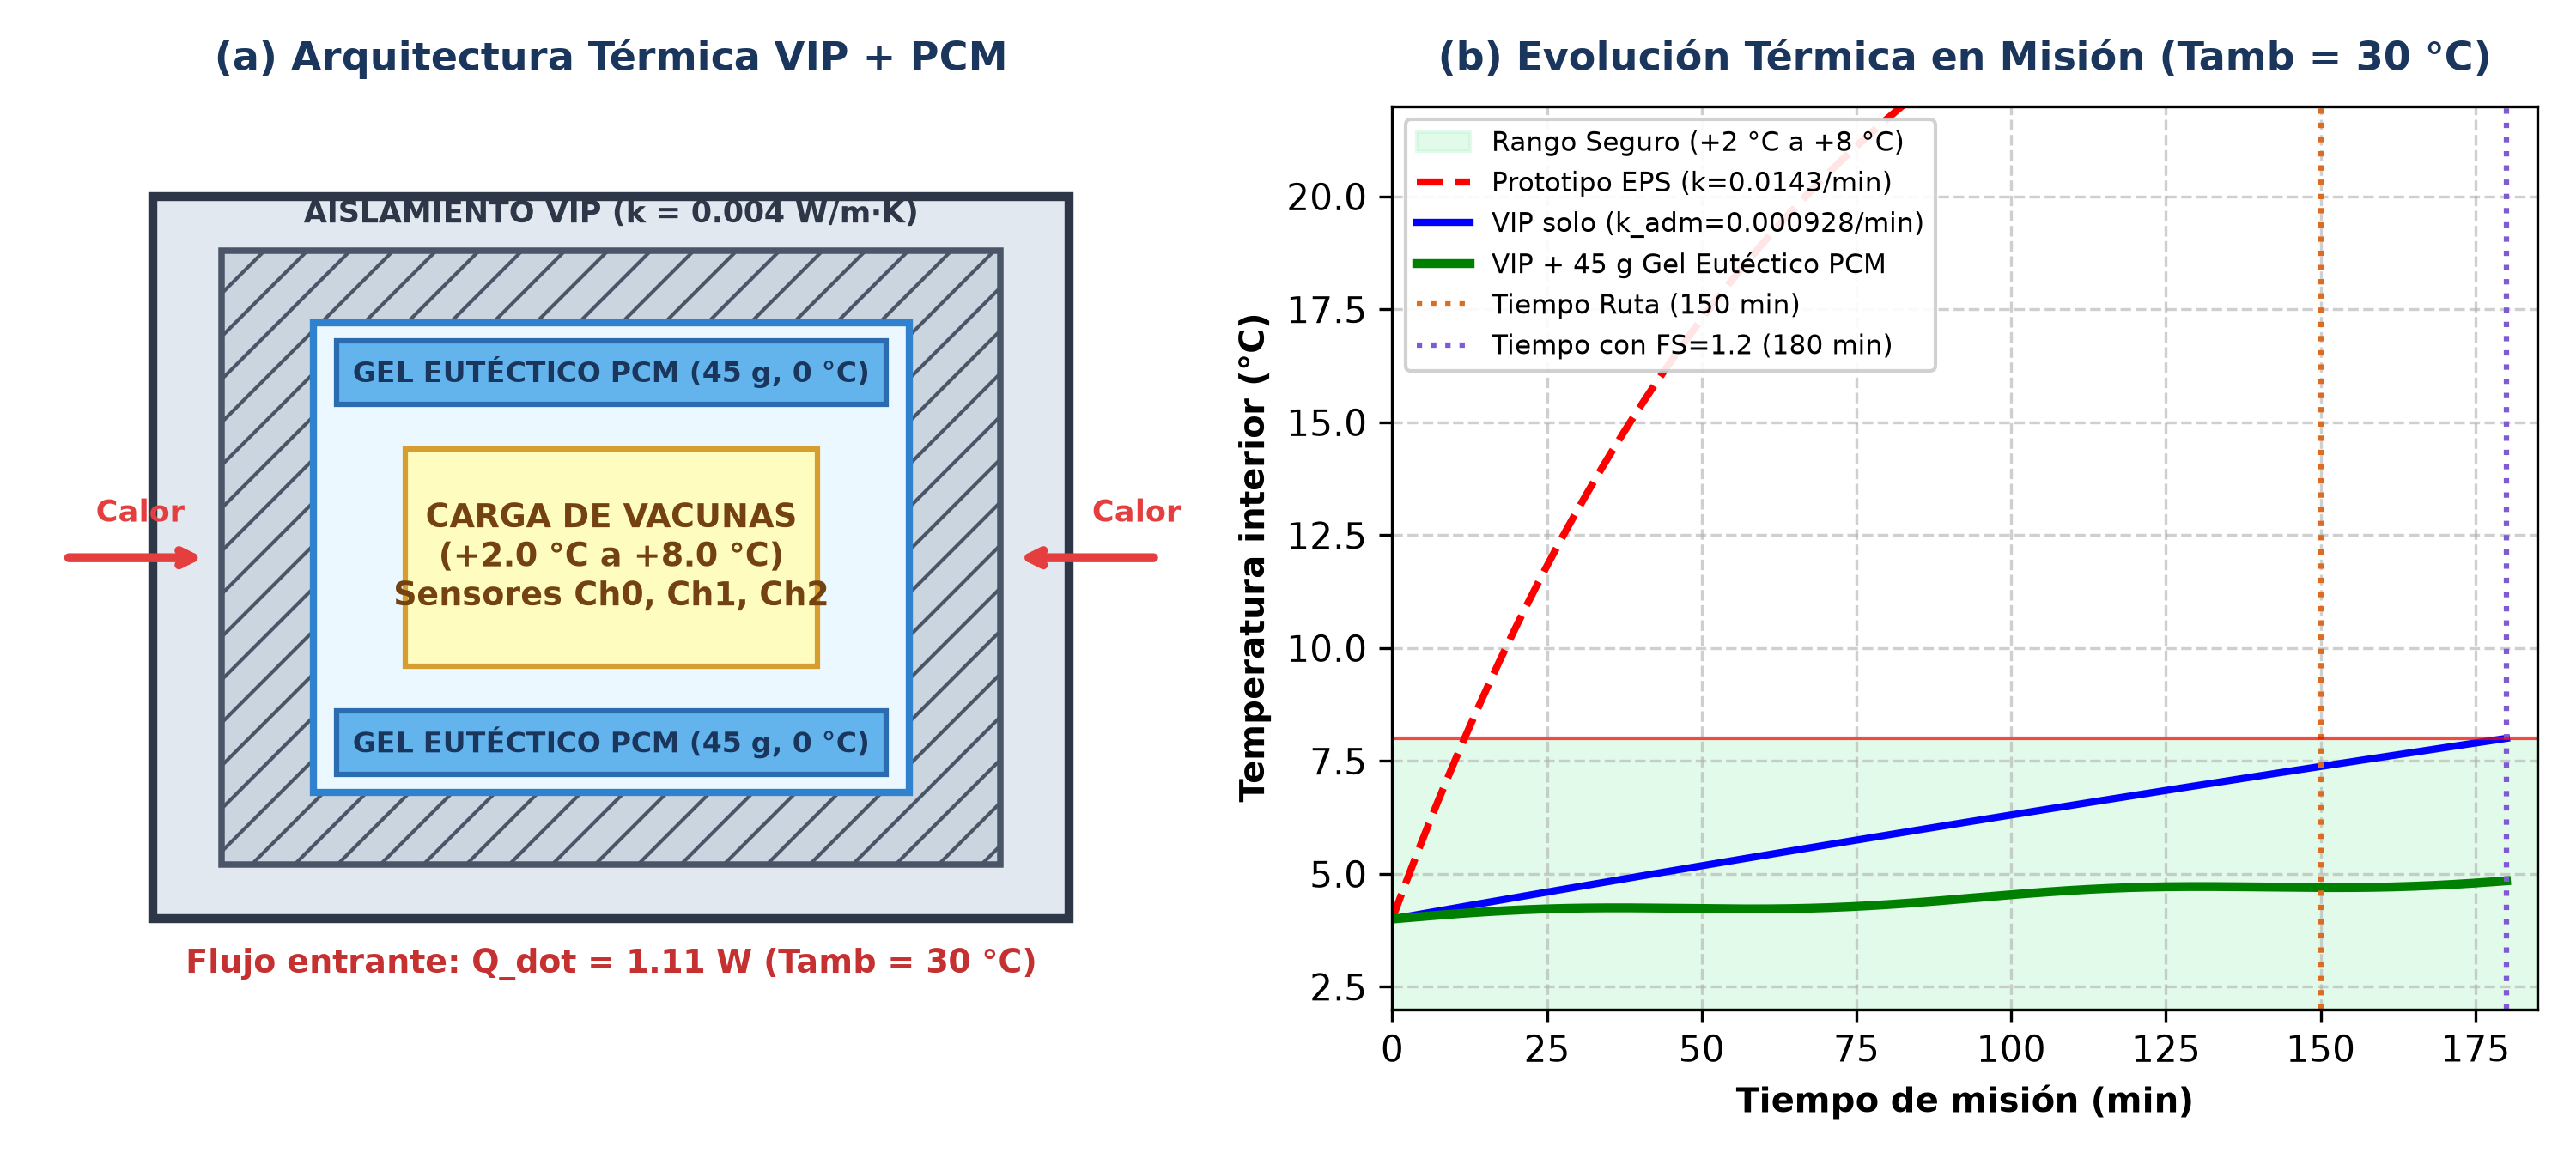 (a) Arquitectura Térmica VIP + PCM
AISLAMIENTO VIP (k = 0.004 W/m·K)
GEL EUTÉCTICO PCM (45 g, 0 °C)
Calor
CARGA DE VACUNAS
(+2.0 °C a +8.0 °C)
Sensores Ch0, Ch1, Ch2
Calor
GEL EUTÉCTICO PCM (45 g, 0 °C)
Flujo entrante: Q_dot = 1.11 W (Tamb = 30 °C)
(b) Evolución Térmica en Misión (Tamb = 30 °C)
Rango Seguro (+2 °C a +8 °C)
Prototipo EPS (k=0.0143/min)
VIP solo (k_adm=0.000928/min)
VIP + 45 g Gel Eutéctico PCM
Tiempo Ruta (150 min)
Tiempo con FS=1.2 (180 min)
Temperatura interior (°C)
20.0
17.5
15.0
12.5
10.0
7.5
5.0
2.5
0 25 50 75 100 125 150 175
Tiempo de misión (min)